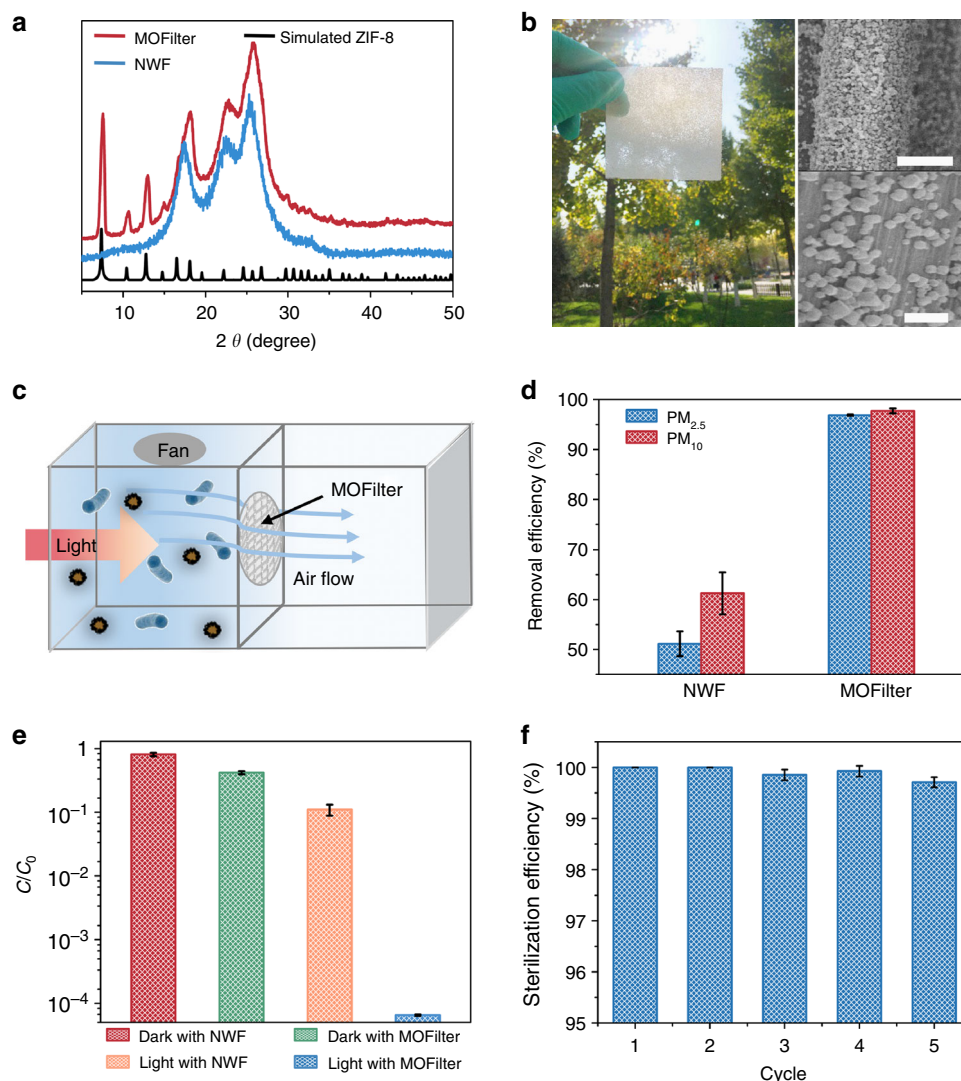 a
MOFilter
NWF
Simulated ZIF-8
10
20
30
40
50
2 θ (degree)
b
c
Fan
MOFilter
Light
Air flow
d
Removal efficiency (%)
100
90
80
70
60
50
PM2.5
PM10
NWF
MOFilter
e
C/C0
1
10−1
10−2
10−3
10−4
Dark with NWF
Dark with MOFilter
Light with NWF
Light with MOFilter
f
Sterilization efficiency (%)
100
99
98
97
96
95
1
2
3
4
5
Cycle